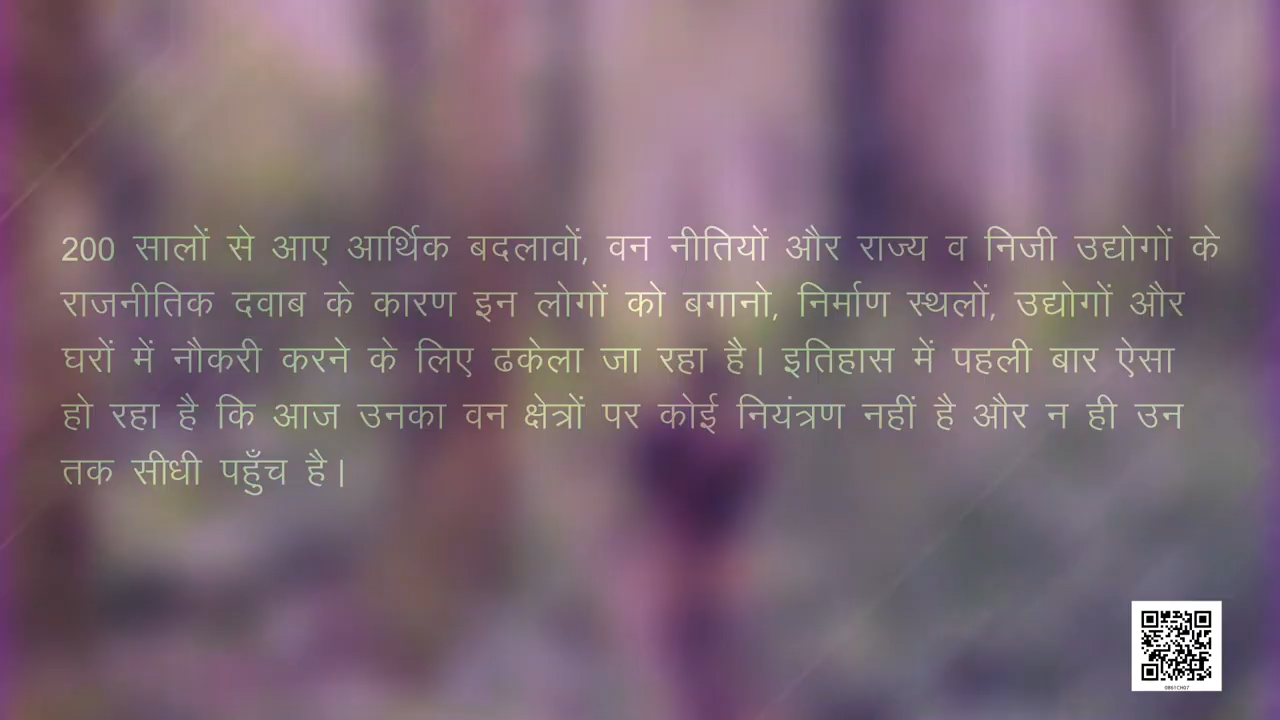 200 सालों से आए आर्थिक बदलावों, वन नीतियों और राज्य व निजी उद्योगों के
राजनीतिक दवाब के कारण इन लोगों को बगानो, निर्माण स्थलों, उद्योगों और
घरों में नौकरी करने के लिए ढकेला जा रहा है। इतिहास में पहली बार ऐसा
हो रहा है कि आज उनका वन क्षेत्रों पर कोई नियंत्रण नहीं है और न ही उन
तक सीधी पहुँच है।
0861CH07